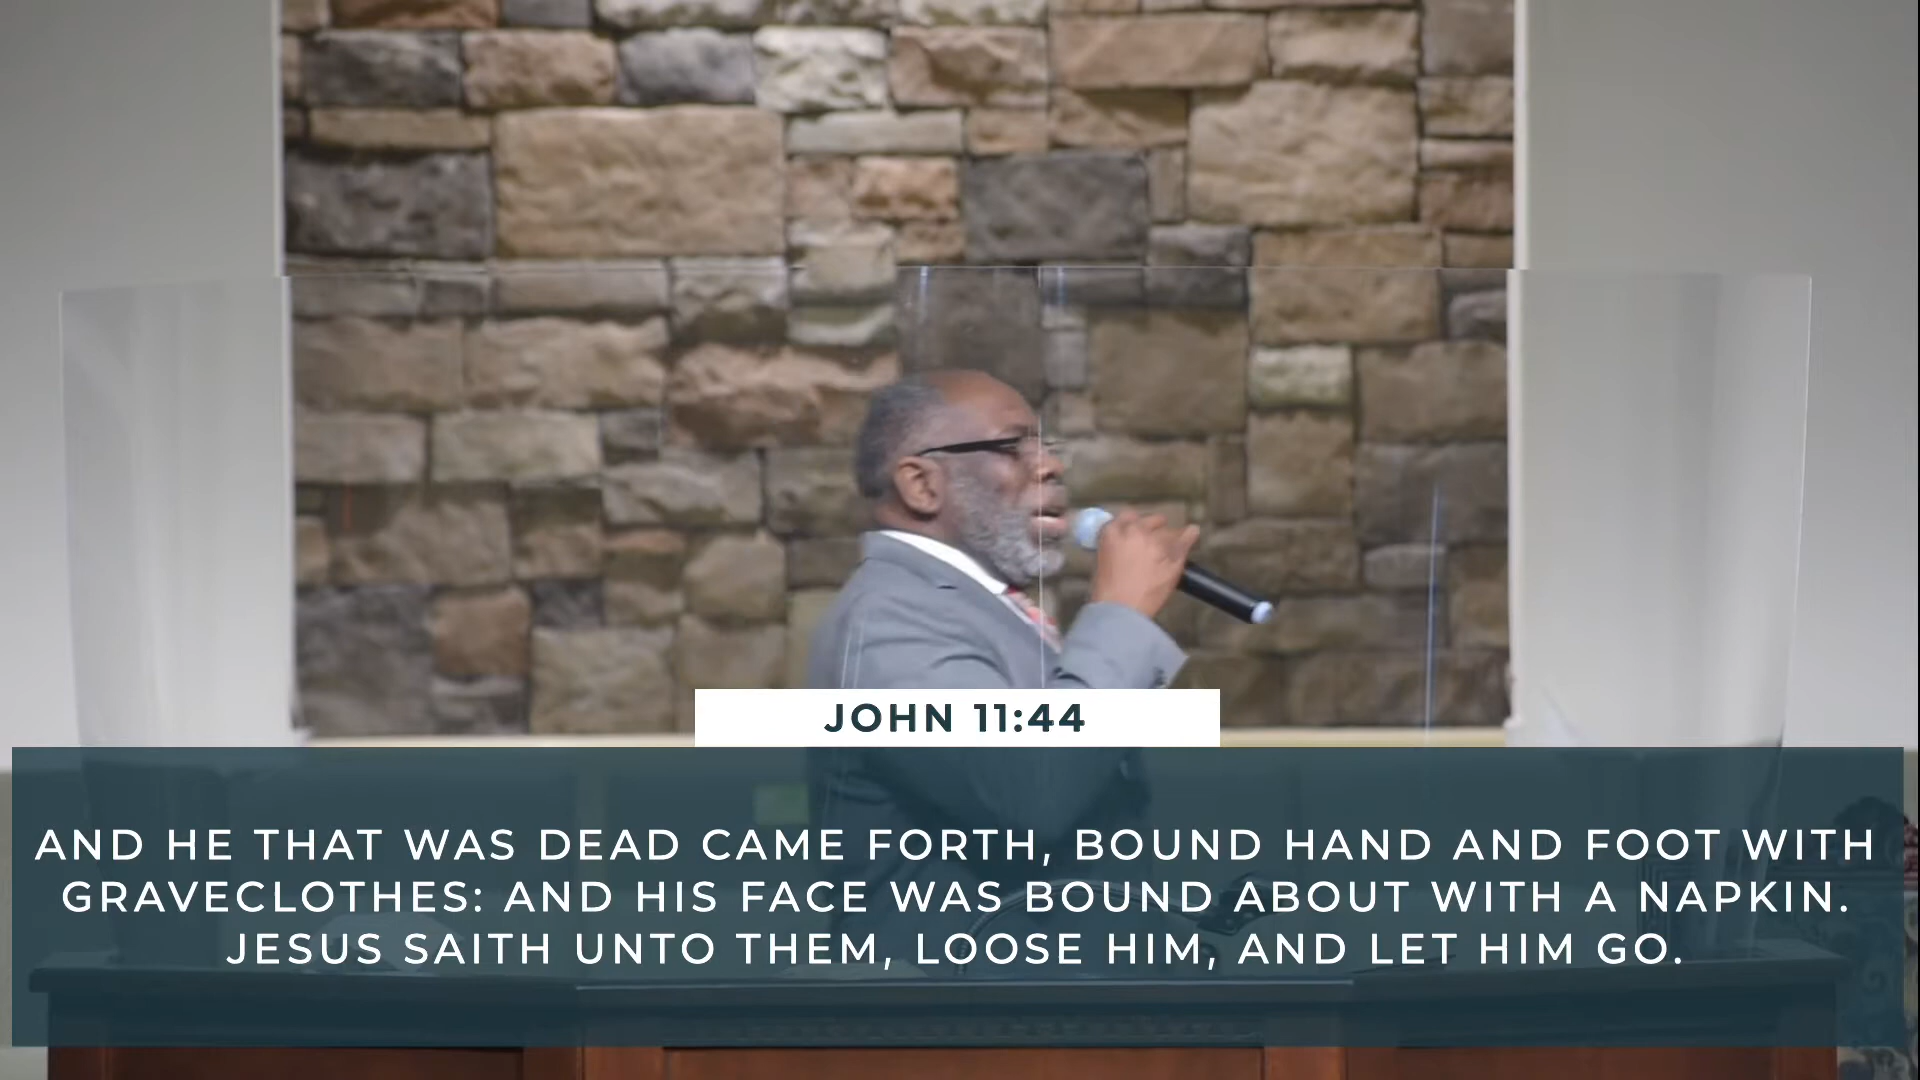 JOHN 11:44
AND HE THAT WAS DEAD CAME FORTH, BOUND HAND AND FOOT WITH
GRAVECLOTHES: AND HIS FACE WAS BOUND ABOUT WITH A NAPKIN.
JESUS SAITH UNTO THEM, LOOSE HIM, AND LET HIM GO.